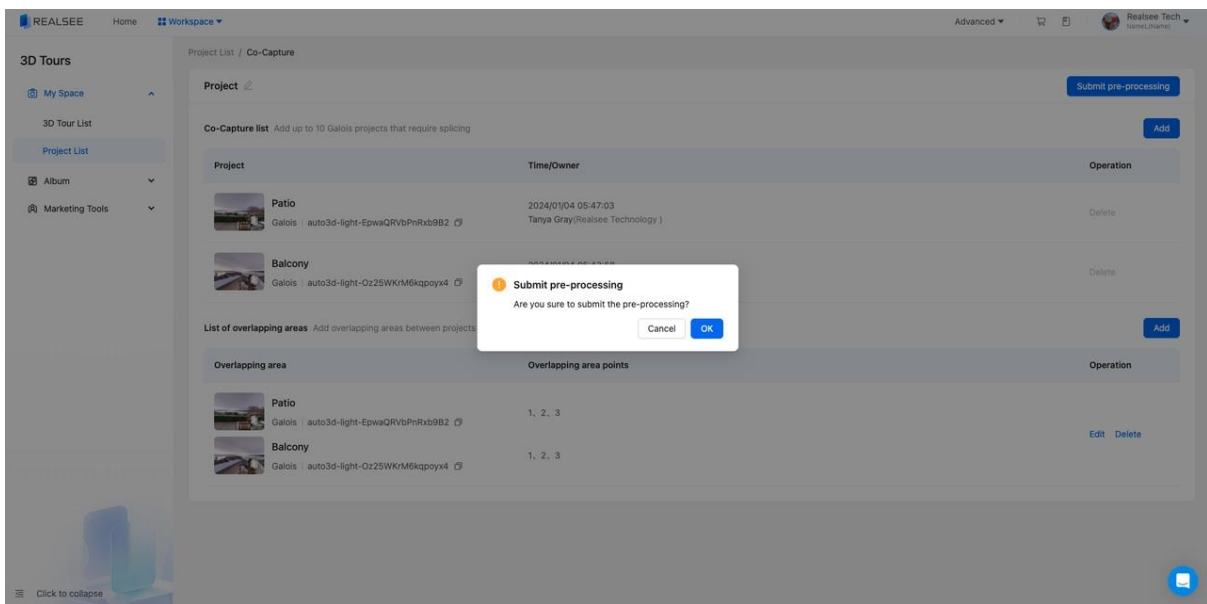 REALSEE Home Workspace Advanced Realsee Tech
3D Tours
Project List / Co-Capture
My Space
Project Submit pre-processing
3D Tour List
Co-Capture list Add up to 10 Galois projects that require splicing Add
Project List
Project Time/Owner Operation
Album
Marketing Tools
Patio
Galois auto3d-light-EpwaQRVbPnRxb9B2
2024/01/04 05:47:03
Tanya Gray(Realsee Technology )
Delete
Balcony
Galois auto3d-light-Oz25WKrM6kqpoyx4
Delete
Submit pre-processing
Are you sure to submit the pre-processing?
Cancel OK
List of overlapping areas Add overlapping areas between projects Add
Overlapping area Overlapping area points Operation
Patio
Galois auto3d-light-EpwaQRVbPnRxb9B2
1、2、3
Balcony
Galois auto3d-light-Oz25WKrM6kqpoyx4
1、2、3
Edit Delete
Click to collapse